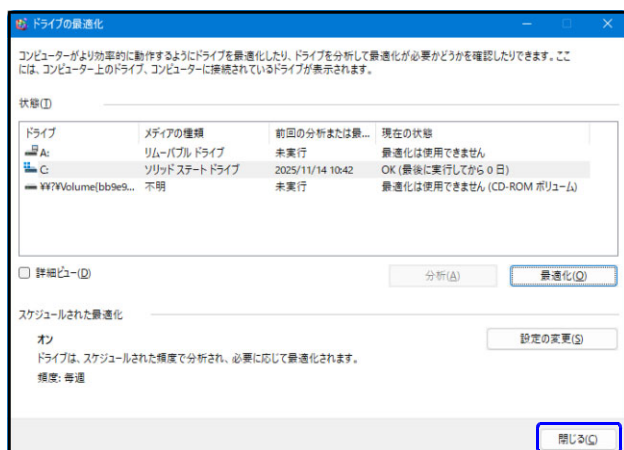 ドライブの最適化
コンピューターがより効率的に動作するようにドライブを最適化したり、ドライブを分析して最適化が必要かどうかを確認したりできます。ここ
には、コンピューター上のドライブ、コンピューターに接続されているドライブが表示されます。
状態(T)
ドライブ メディアの種類 前回の分析または最... 現在の状態
A: リムーバブル ドライブ 未実行 最適化は使用できません
C: ソリッド ステート ドライブ 2025/11/14 10:42 OK (最後に実行してから 0 日)
¥¥?¥Volume{bb9e9... 不明 未実行 最適化は使用できません (CD-ROM ボリューム)
詳細ビュー(D) 分析(A) 最適化(O)
スケジュールされた最適化
オン 設定の変更(S)
ドライブは、スケジュールされた頻度で分析され、必要に応じて最適化されます。
頻度: 毎週
閉じる(C)